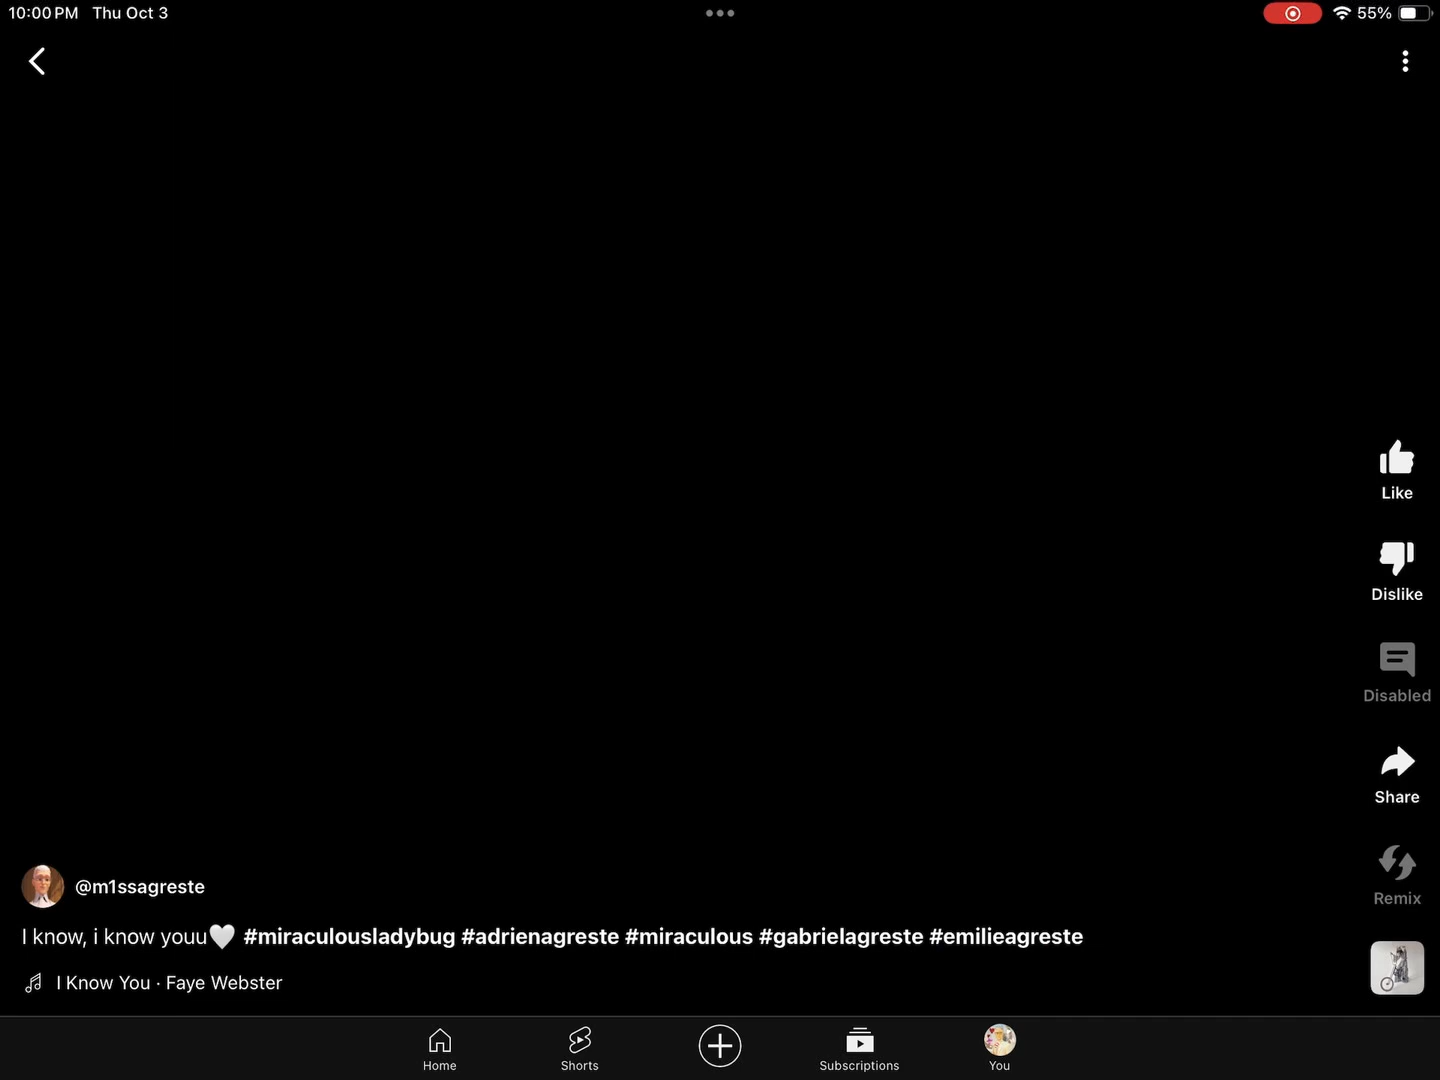 10:00 PM Thu Oct 3
55%
Like
Dislike
Disabled
Share
Remix
@m1ssagreste
I know, i know youu🤍 #miraculousladybug #adrienagreste #miraculous #gabrielagreste #emilieagreste
I Know You · Faye Webster
Home
Shorts
Subscriptions
You